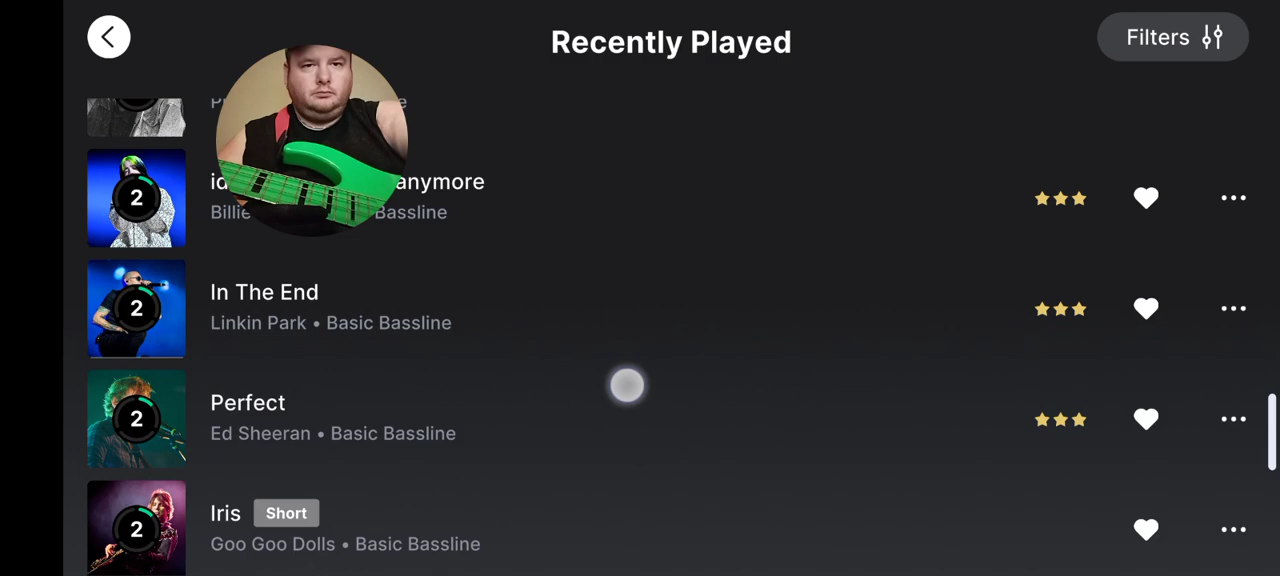 Recently Played
Filters
2
id anymore
Billie Bassline
2
In The End
Linkin Park • Basic Bassline
2
Perfect
Ed Sheeran • Basic Bassline
2
Iris Short
Goo Goo Dolls • Basic Bassline